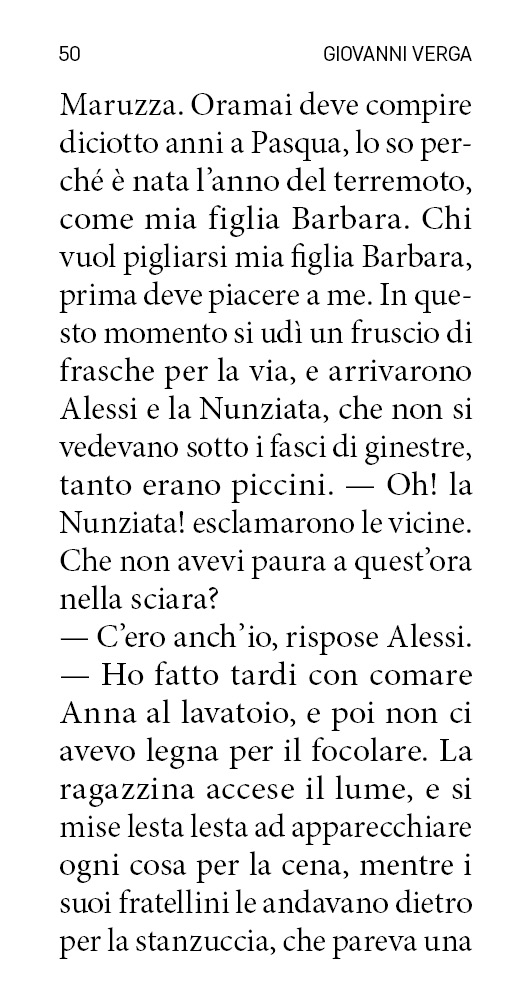 50 GIOVANNI VERGA
Maruzza. Oramai deve compire
diciotto anni a Pasqua, lo so per-
ché è nata l’anno del terremoto,
come mia figlia Barbara. Chi
vuol pigliarsi mia figlia Barbara,
prima deve piacere a me. In que-
sto momento si udì un fruscio di
frasche per la via, e arrivarono
Alessi e la Nunziata, che non si
vedevano sotto i fasci di ginestre,
tanto erano piccini. — Oh! la
Nunziata! esclamarono le vicine.
Che non avevi paura a quest’ora
nella sciara?
— C’ero anch’io, rispose Alessi.
— Ho fatto tardi con comare
Anna al lavatoio, e poi non ci
avevo legna per il focolare. La
ragazzina accese il lume, e si
mise lesta lesta ad apparecchiare
ogni cosa per la cena, mentre i
suoi fratellini le andavano dietro
per la stanzuccia, che pareva una